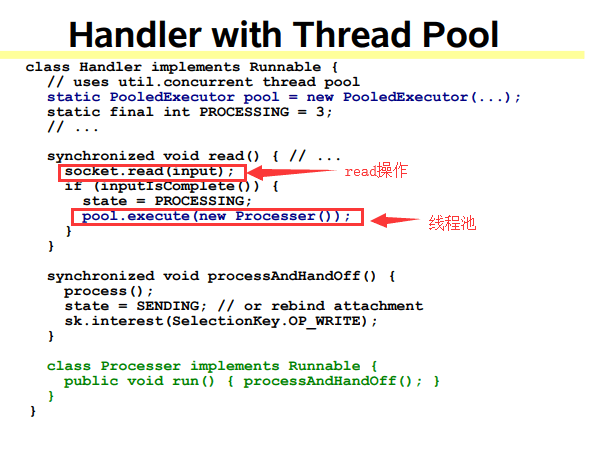 Handler with Thread Pool
class Handler implements Runnable {
// uses util.concurrent thread pool
static PooledExecutor pool = new PooledExecutor(...);
static final int PROCESSING = 3;
// ...
synchronized void read() { // ...
socket.read(input);
read操作
if (inputIsComplete()) {
state = PROCESSING;
pool.execute(new Processer());
线程池
}
}
synchronized void processAndHandOff() {
process();
state = SENDING; // or rebind attachment
sk.interest(SelectionKey.OP_WRITE);
}
class Processer implements Runnable {
public void run() { processAndHandOff(); }
}
}